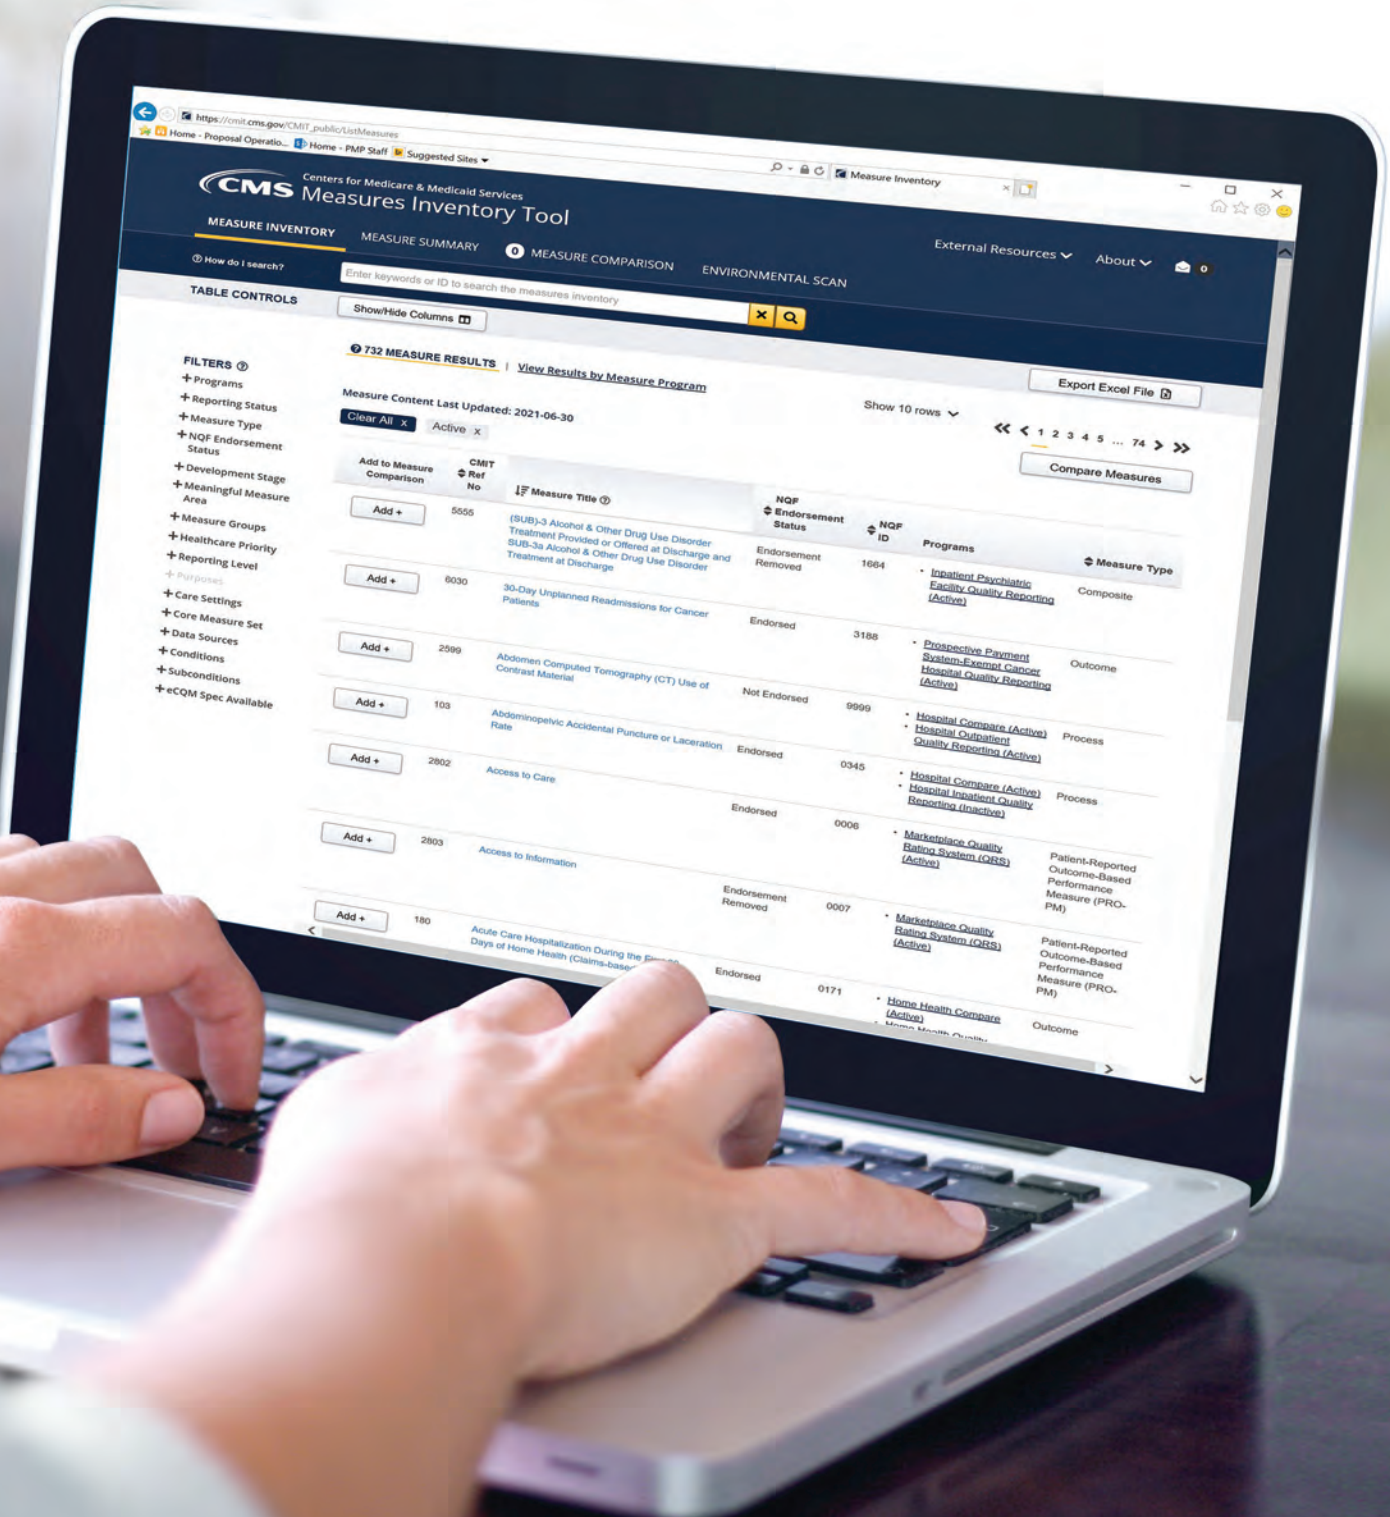 https://cmit.cms.gov/CMIT_public/ListMeasures
Measure Inventory
Home - Proposal Operatio...
Home - PMP Staff
Suggested Sites
CMS
Centers for Medicare & Medicaid Services
Measures Inventory Tool
External Resources
About
0
MEASURE INVENTORY
MEASURE SUMMARY
0 MEASURE COMPARISON
ENVIRONMENTAL SCAN
How do I search?
Enter keywords or ID to search the measures inventory
TABLE CONTROLS
Show/Hide Columns
Export Excel File
FILTERS
+ Programs
+ Reporting Status
+ Measure Type
+ NQF Endorsement
Status
+ Development Stage
+ Meaningful Measure
Area
+ Measure Groups
+ Healthcare Priority
+ Reporting Level
+ Purposes
+ Care Settings
+ Core Measure Set
+ Data Sources
+ Conditions
+ Subconditions
+ eCQM Spec Available
732 MEASURE RESULTS | View Results by Measure Program
Measure Content Last Updated: 2021-06-30
Show 10 rows
1 2 3 4 5 ... 74
Clear All x
Active x
Compare Measures
Add to Measure
Comparison
CMIT
Ref
No
Measure Title
NQF
Endorsement
Status
NQF
ID
Programs
Measure Type
Add +
5555
(SUB)-3 Alcohol & Other Drug Use Disorder
Treatment Provided or Offered at Discharge and
SUB-3a Alcohol & Other Drug Use Disorder
Treatment at Discharge
Endorsement
Removed
1664
• Inpatient Psychiatric
Facility Quality Reporting
(Active)
Composite
Add +
6030
30-Day Unplanned Readmissions for Cancer
Patients
Endorsed
3188
• Prospective Payment
System-Exempt Cancer
Hospital Quality Reporting
(Active)
Outcome
Add +
2599
Abdomen Computed Tomography (CT) Use of
Contrast Material
Not Endorsed
9999
• Hospital Compare (Active)
• Hospital Outpatient
Quality Reporting (Active)
Process
Add +
103
Abdominopelvic Accidental Puncture or Laceration
Rate
Endorsed
0345
• Hospital Compare (Active)
• Hospital Inpatient Quality
Reporting (Inactive)
Process
Add +
2802
Access to Care
Endorsed
0006
• Marketplace Quality
Rating System (QRS)
(Active)
Patient-Reported
Outcome-Based
Performance
Measure (PRO-
PM)
Add +
2803
Access to Information
Endorsement
Removed
0007
• Marketplace Quality
Rating System (QRS)
(Active)
Patient-Reported
Outcome-Based
Performance
Measure (PRO-
PM)
Add +
180
Acute Care Hospitalization During the
Days of Home Health (Claims-based
Endorsed
0171
• Home Health Compare
(Active)
• Home Health Quality
Outcome